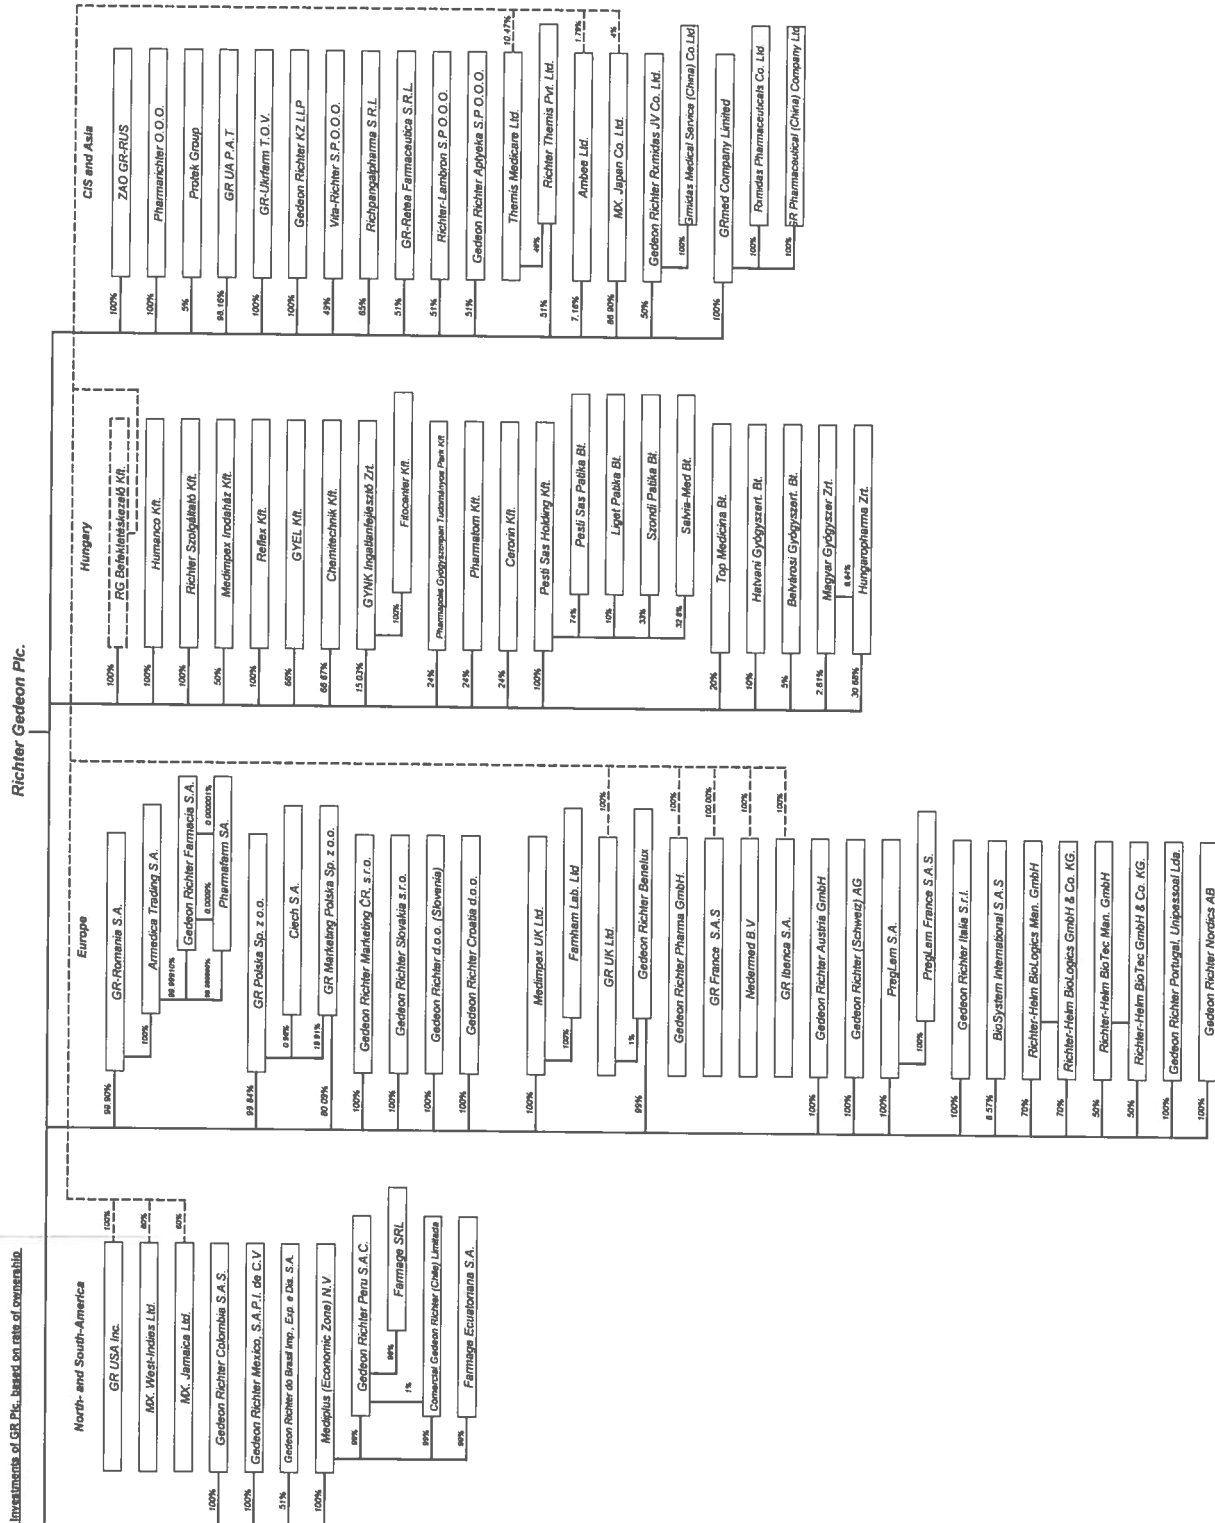 Investments of GR Plc. based on rate of ownership
Richter Gedeon Plc.
North- and South-America
GR USA Inc.
100%
MX. West-Indies Ltd.
60%
MX. Jamaica Ltd.
60%
100%
Gedeon Richter Colombia S.A.S.
100%
Gedeon Richter Mexico, S.A.P.I. de C.V
51%
Gedeon Richter do Brasil Imp., Exp. e Dis. S.A.
100%
Mediplus (Economic Zone) N.V.
99%
Gedeon Richter Peru S.A.C.
98%
Farmage SRL
1%
99%
Comercial Gedeon Richter (Chile) Limitada
98%
Farmage Ecuatoriana S.A.
Europe
99.90%
GR-Romania S.A.
100%
Armedica Trading S.A.
99.99910%
Gedeon Richter Farmacia S.A.
0.0009%
0.000001%
Pharmafarm SA.
99.84%
GR Polska Sp. z o.o.
0.96%
Ciech S.A.
19.91%
80.09%
GR Marketing Polska Sp. z o.o.
100%
Gedeon Richter Marketing ČR, s.r.o.
100%
Gedeon Richter Slovakia s.r.o.
100%
Gedeon Richter d.o.o. (Slovenia)
100%
Gedeon Richter Croatia d.o.o.
100%
Medimpex UK Ltd.
100%
Farnham Lab. Ltd
GR UK Ltd.
100%
1%
99%
Gedeon Richter Benelux
Gedeon Richter Pharma GmbH.
100%
GR France S.A.S
100.00%
Nedermed B.V
100%
GR Iberica S.A.
100%
100%
Gedeon Richter Austria GmbH
100%
Gedeon Richter (Schweiz) AG
100%
PregLem S.A.
100%
PregLem France S.A.S.
100%
Gedeon Richter Italia S.r.l.
8.57%
BioSystem International S.A.S
70%
Richter-Helm BioLogics Man. GmbH
70%
Richter-Helm BioLogics GmbH & Co. KG.
50%
Richter-Helm BioTec Man. GmbH
50%
Richter-Helm BioTec GmbH & Co. KG.
100%
Gedeon Richter Portugal, Unipessoal Lda.
100%
Gedeon Richter Nordics AB
Hungary
100%
RG Befektetéskezelő Kft.
100%
Humanco Kft.
100%
Richter Szolgáltató Kft.
50%
Medimpex Irodaház Kft.
100%
Reflex Kft.
66%
GYEL Kft.
66.67%
Chemitechnik Kft.
15.03%
GYNK Ingatlanfejlesztő Zrt.
100%
Fitocenter Kft.
24%
Pharmapolis Gyógyszeripari Tudományos Park Kft
24%
Pharmatom Kft.
24%
Cerorin Kft.
100%
Pesti Sas Holding Kft.
74%
Pesti Sas Patika Bt.
10%
Liget Patika Bt.
33%
Szondi Patika Bt.
32.8%
Salvia-Med Bt.
20%
Top Medicina Bt.
10%
Hatvani Gyógyszert. Bt.
5%
Belvárosi Gyógyszert. Bt.
2.81%
Magyar Gyógyszer Zrt.
30.68%
Hungaropharma Zrt.
CIS and Asia
100%
ZAO GR-RUS
100%
Pharmarichter O.O.O.
5%
Protek Group
98.16%
GR UA P.A.T
100%
GR-Ukrfarm T.O.V.
100%
Gedeon Richter KZ LLP
49%
Vita-Richter S.P.O.O.O.
65%
Richpangalpharma S.R.L.
51%
GR-Retea Farmaceutica S.R.L.
51%
Richter-Lambron S.P.O.O.O.
51%
Gedeon Richter Aptyeka S.P.O.O.O.
Themis Medicare Ltd.
10.47%
49%
51%
Richter Themis Pvt. Ltd.
7.16%
Ambee Ltd.
1.79%
86.90%
MX. Japan Co. Ltd.
4%
50%
Gedeon Richter Rxmidas JV Co. Ltd.
100%
Grmidas Medical Service (China) Co.Ltd
100%
GRmed Company Limited
100%
Rxmidas Pharmaceuticals Co. Ltd.
100%
GR Pharmaceutical (China) Company Ltd